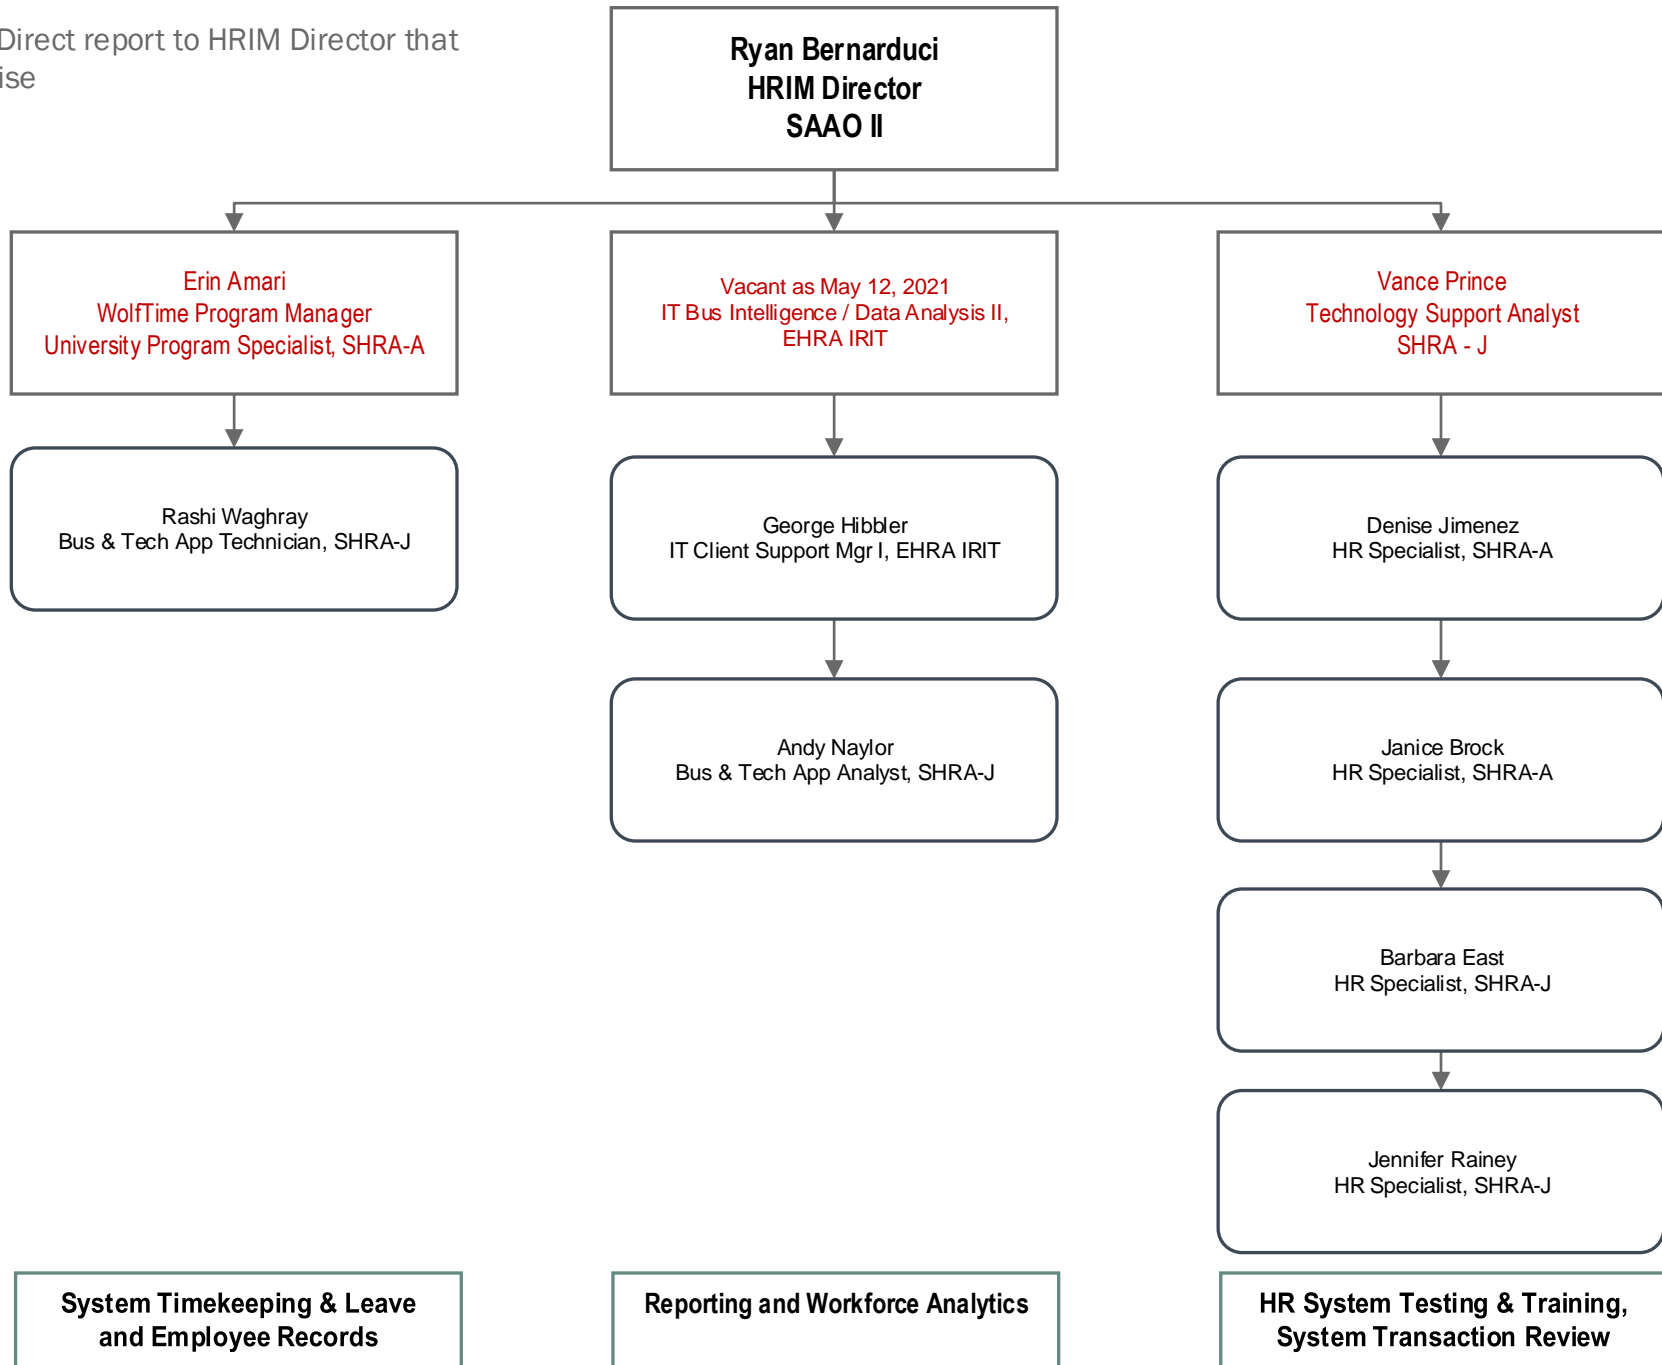 Direct report to HRIM Director that
ise
Ryan Bernarduci
HRIM Director
SAAO II
Erin Amari
WolfTime Program Manager
University Program Specialist, SHRA-A
Vacant as May 12, 2021
IT Bus Intelligence / Data Analysis II,
EHRA IRIT
Vance Prince
Technology Support Analyst
SHRA - J
Rashi Waghray
Bus & Tech App Technician, SHRA-J
George Hibbler
IT Client Support Mgr I, EHRA IRIT
Denise Jimenez
HR Specialist, SHRA-A
Andy Naylor
Bus & Tech App Analyst, SHRA-J
Janice Brock
HR Specialist, SHRA-A
Barbara East
HR Specialist, SHRA-J
Jennifer Rainey
HR Specialist, SHRA-J
System Timekeeping & Leave
and Employee Records
Reporting and Workforce Analytics
HR System Testing & Training,
System Transaction Review